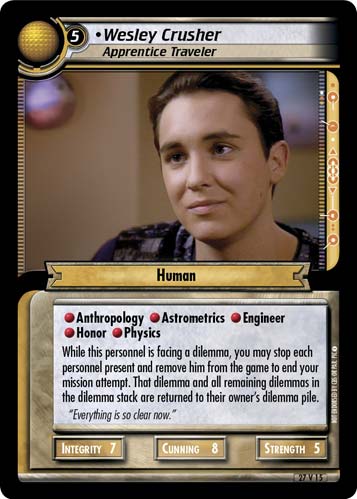 5 •Wesley Crusher
Apprentice Traveler
Human
Anthropology Astrometrics Engineer
Honor Physics
While this personnel is facing a dilemma, you may stop each
personnel present and remove him from the game to end your
mission attempt. That dilemma and all remaining dilemmas in
the dilemma stack are returned to their owner's dilemma pile.
"Everything is so clear now."
INTEGRITY 7 CUNNING 8 STRENGTH 5
27 V 15